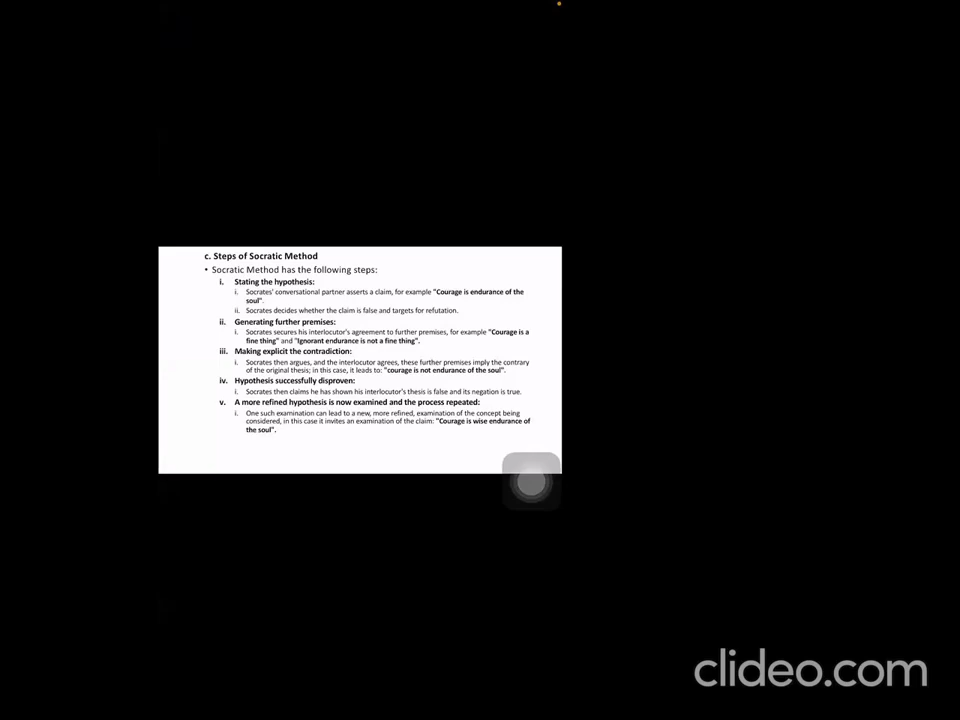 c. Steps of Socratic Method
• Socratic Method has the following steps:
i. Stating the hypothesis:
i. Socrates' conversational partner asserts a claim, for example "Courage is endurance of the
soul".
ii. Socrates decides whether the claim is false and targets for refutation.
ii. Generating further premises:
i. Socrates secures his interlocutor's agreement to further premises, for example "Courage is a
fine thing" and "Ignorant endurance is not a fine thing".
iii. Making explicit the contradiction:
i. Socrates then argues, and the interlocutor agrees, these further premises imply the contrary
of the original thesis; in this case, it leads to: "courage is not endurance of the soul".
iv. Hypothesis successfully disproven:
i. Socrates then claims he has shown his interlocutor's thesis is false and its negation is true.
v. A more refined hypothesis is now examined and the process repeated:
i. One such examination can lead to a new, more refined, examination of the concept being
considered, in this case it invites an examination of the claim: "Courage is wise endurance of
the soul".
clideo.com